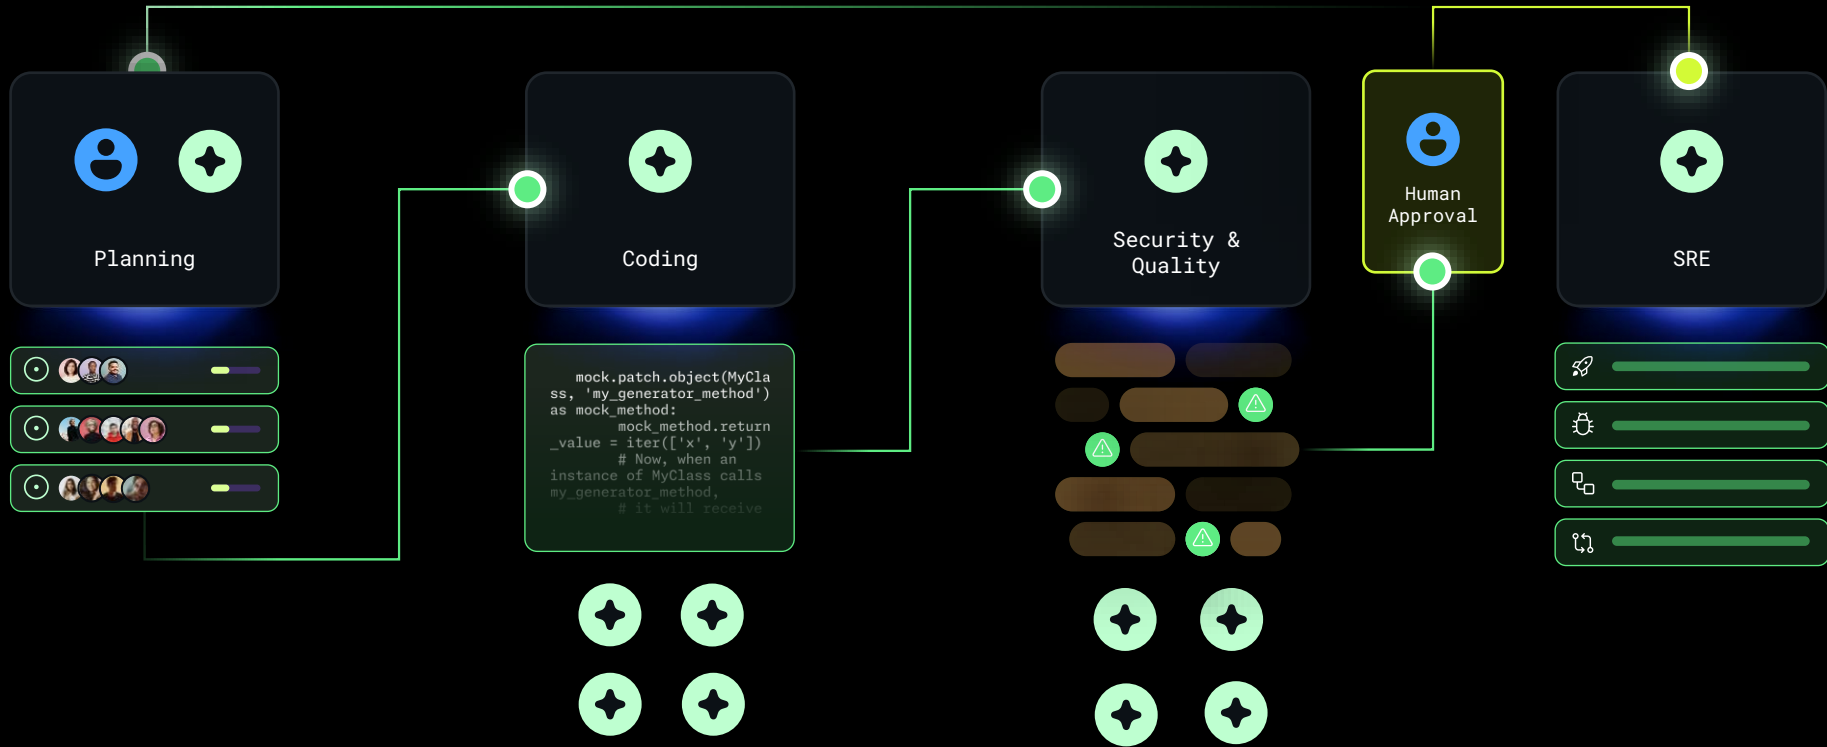 Planning
Coding
Security &
Quality
Human
Approval
SRE
mock.patch.object(MyCla
ss, 'my_generator_method')
as mock_method:
mock_method.return
_value = iter(['x', 'y'])
# Now, when an
instance of MyClass calls
my_generator_method,
# it will receive